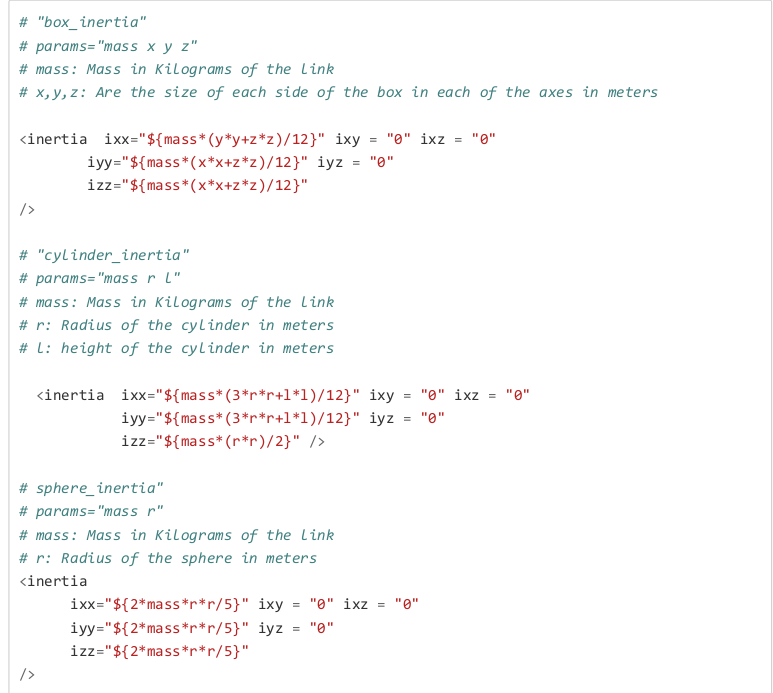 # "box_inertia"
# params="mass x y z"
# mass: Mass in Kilograms of the link
# x,y,z: Are the size of each side of the box in each of the axes in meters
<inertia  ixx="${mass*(y*y+z*z)/12}" ixy = "0" ixz = "0"
        iyy="${mass*(x*x+z*z)/12}" iyz = "0"
        izz="${mass*(x*x+z*z)/12}"
/>
# "cylinder_inertia"
# params="mass r l"
# mass: Mass in Kilograms of the link
# r: Radius of the cylinder in meters
# l: height of the cylinder in meters
  <inertia  ixx="${mass*(3*r*r+l*l)/12}" ixy = "0" ixz = "0"
            iyy="${mass*(3*r*r+l*l)/12}" iyz = "0"
            izz="${mass*(r*r)/2}" />
# sphere_inertia"
# params="mass r"
# mass: Mass in Kilograms of the link
# r: Radius of the sphere in meters
<inertia
      ixx="${2*mass*r*r/5}" ixy = "0" ixz = "0"
      iyy="${2*mass*r*r/5}" iyz = "0"
      izz="${2*mass*r*r/5}"
/>